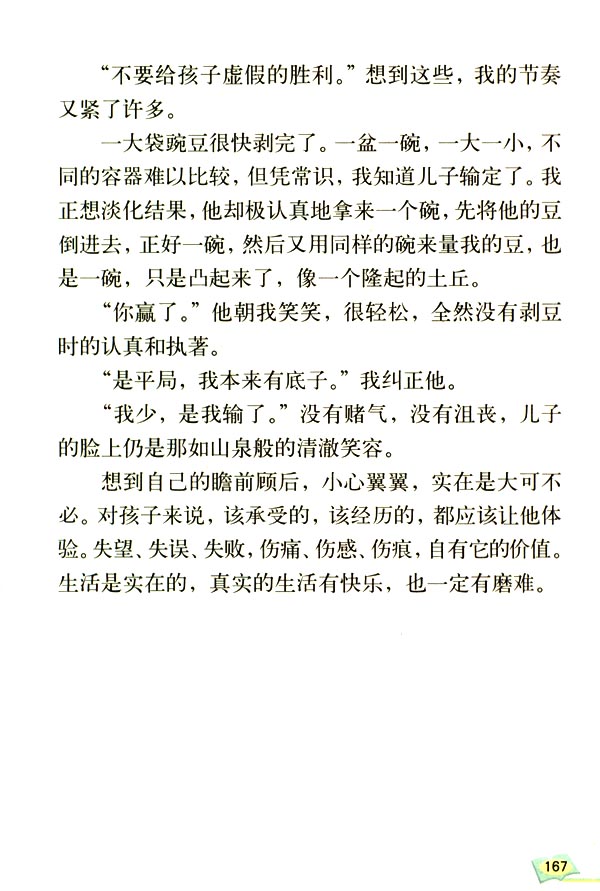 “不要给孩子虚假的胜利。”想到这些，我的节奏
又紧了许多。
一大袋豌豆很快剥完了。一盆一碗，一大一小，不
同的容器难以比较，但凭常识，我知道儿子输定了。我
正想淡化结果，他却极认真地拿来一个碗，先将他的豆
倒进去，正好一碗，然后又用同样的碗来量我的豆，也
是一碗，只是凸起来了，像一个隆起的土丘。
“你赢了。”他朝我笑笑，很轻松，全然没有剥豆
时的认真和执著。
“是平局，我本来有底子。”我纠正他。
“我少，是我输了。”没有赌气，没有沮丧，儿子
的脸上仍是那如山泉般的清澈笑容。
想到自己的瞻前顾后，小心翼翼，实在是大可不
必。对孩子来说，该承受的，该经历的，都应该让他体
验。失望、失误、失败，伤痛、伤感、伤痕，自有它的价值。
生活是实在的，真实的生活有快乐，也一定有磨难。
167